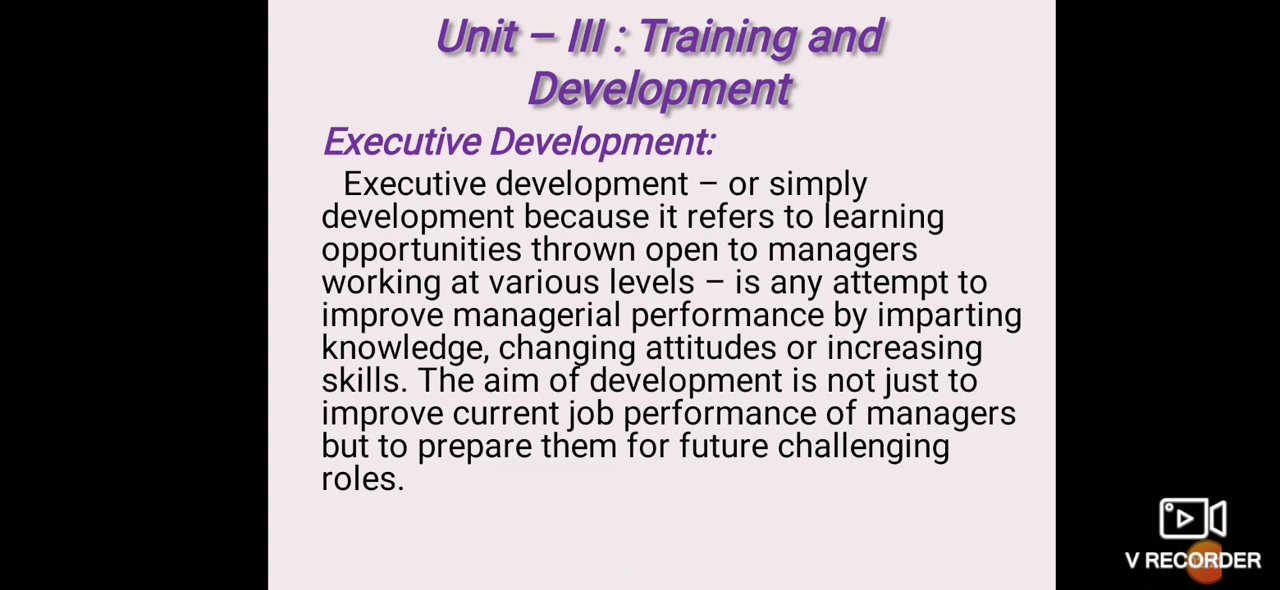 Unit – III : Training and
Development
Executive Development:
Executive development – or simply
development because it refers to learning
opportunities thrown open to managers
working at various levels – is any attempt to
improve managerial performance by imparting
knowledge, changing attitudes or increasing
skills. The aim of development is not just to
improve current job performance of managers
but to prepare them for future challenging
roles.
V RECORDER